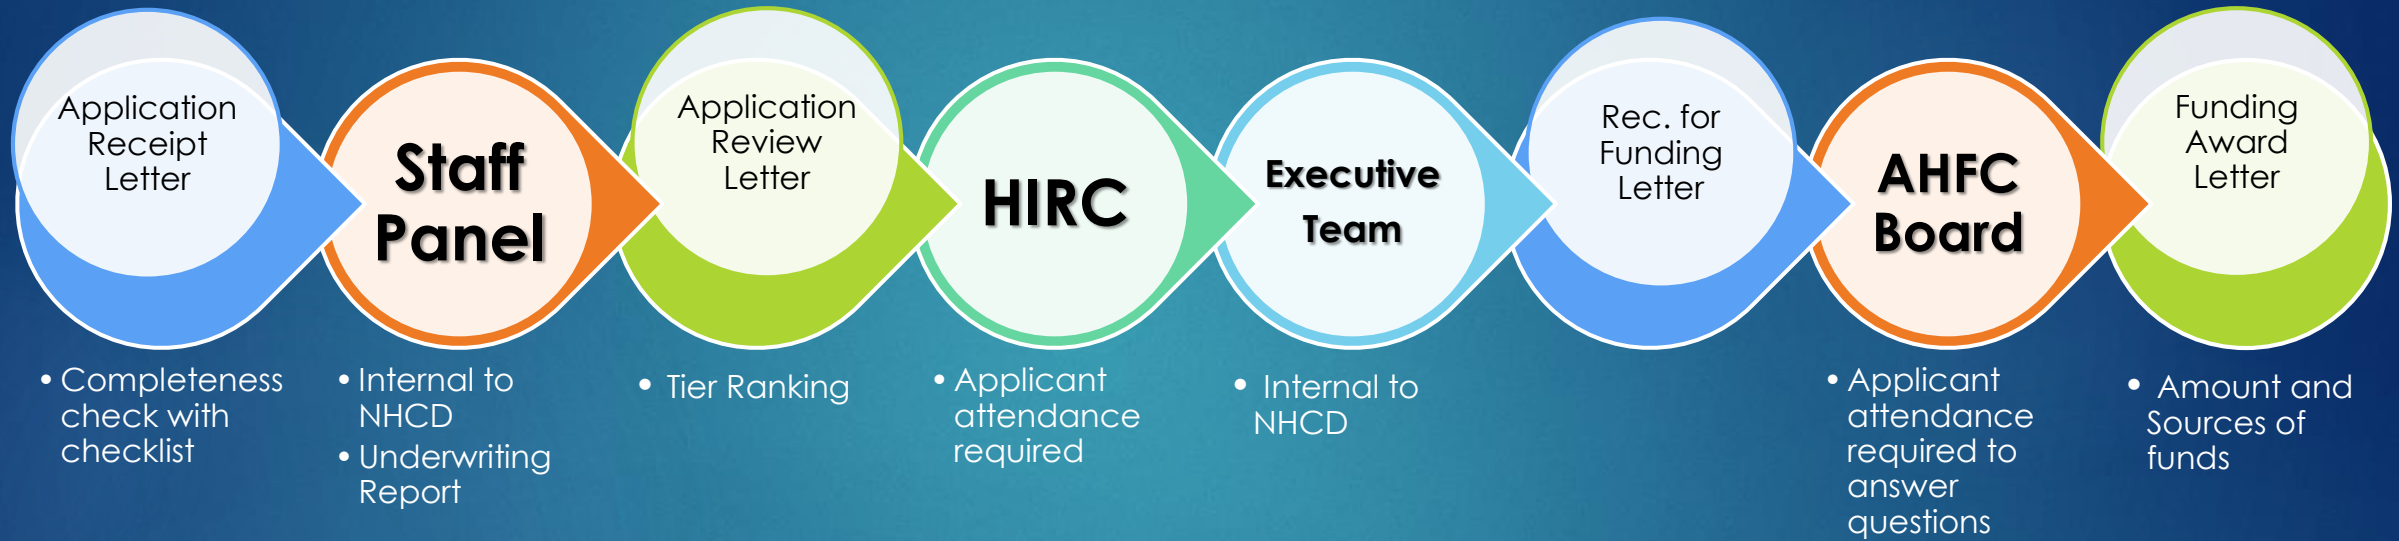 Application
Receipt
Letter
Staff
Panel
Application
Review
Letter
HIRC
Executive
Team
Rec. for
Funding
Letter
AHFC
Board
Funding
Award
Letter
• Completeness
check with
checklist
• Internal to
NHCD
• Underwriting
Report
• Tier Ranking
• Applicant
attendance
required
• Internal to
NHCD
• Applicant
attendance
required to
answer
questions
• Amount and
Sources of
funds